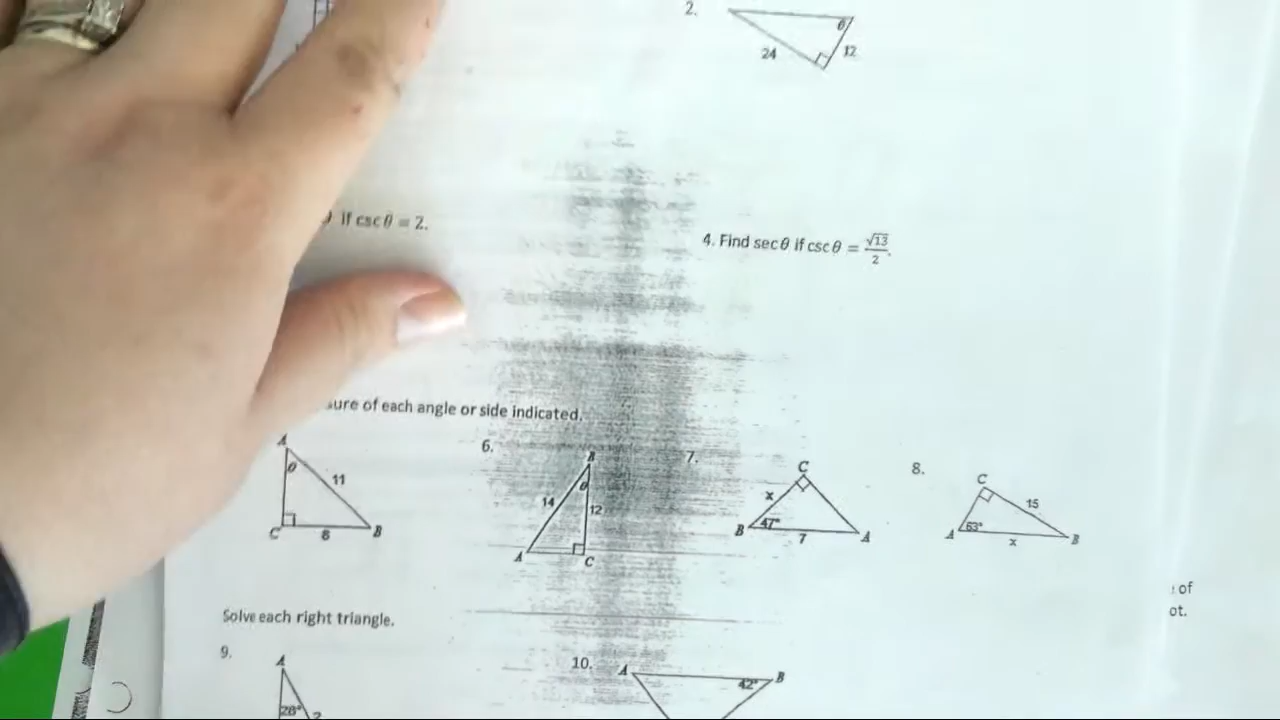 2.
θ
24
12
if csc θ = 2.
4. Find sec θ if csc θ = √13/2.
sure of each angle or side indicated.
A
θ
11
C
8
B
6.
B
θ
14
12
A
C
7.
C
x
B
47°
7
A
8.
C
15
A
63°
x
B
of
ot.
Solve each right triangle.
9.
A
28°
2
10.
A
42°
B